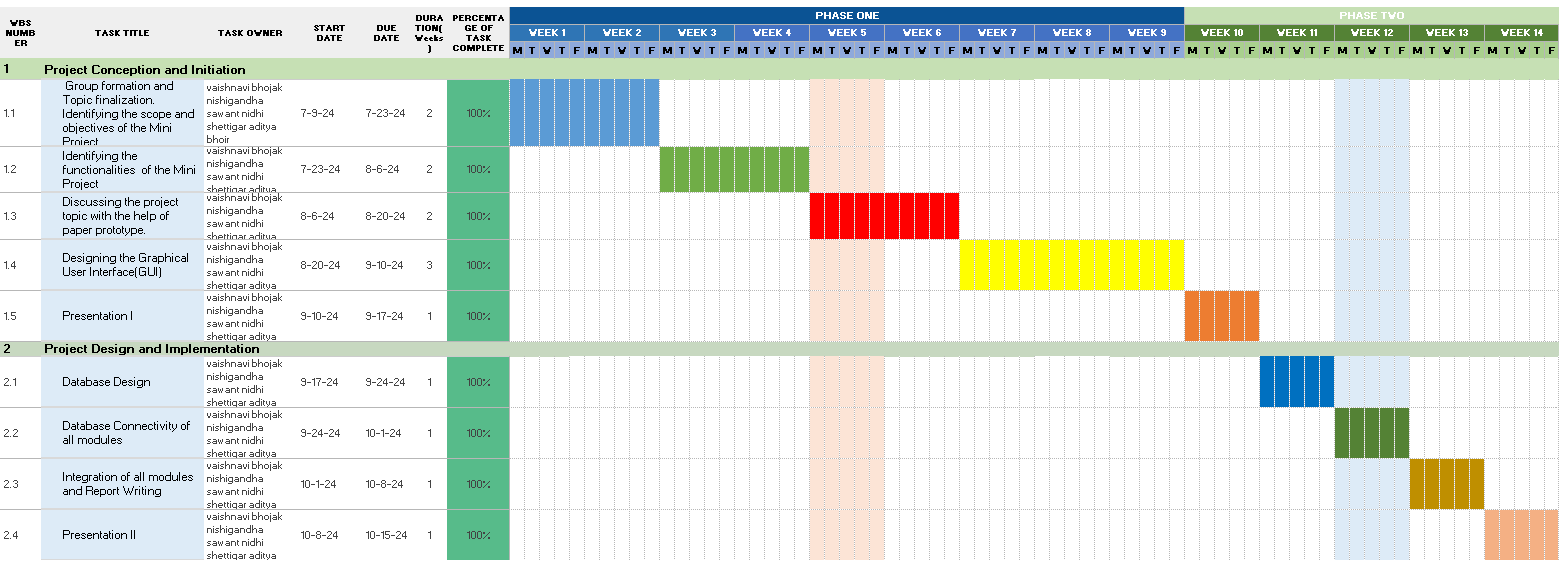 WBS NUMB ER TASK TITLE TASK OWNER START DATE DUE DATE DURA TION( Weeks ) PERCENTA GE OF TASK COMPLETE
PHASE ONE PHASE TWO
WEEK 1 WEEK 2 WEEK 3 WEEK 4 WEEK 5 WEEK 6 WEEK 7 WEEK 8 WEEK 9 WEEK 10 WEEK 11 WEEK 12 WEEK 13 WEEK 14
M T W T F M T W T F M T W T F M T W T F M T W T F M T W T F M T W T F M T W T F M T W T F M T W T F M T W T F M T W T F M T W T F M T W T F
1 Project Conception and Initiation
1.1
Group formation and
Topic finalization.
Identifying the scope and
objectives of the Mini
Project
vaishnavi bhojak
nishigandha
sawant nidhi
shettigar aditya
bhoir
7-9-24 7-23-24 2 100%
1.2
Identifying the
functionalities of the Mini
Project
vaishnavi bhojak
nishigandha
sawant nidhi
shettigar aditya
7-23-24 8-6-24 2 100%
1.3
Discussing the project
topic with the help of
paper prototype.
vaishnavi bhojak
nishigandha
sawant nidhi
shettigar aditya
8-6-24 8-20-24 2 100%
1.4
Designing the Graphical
User Interface(GUI)
vaishnavi bhojak
nishigandha
sawant nidhi
shettigar aditya
8-20-24 9-10-24 3 100%
1.5
Presentation I
vaishnavi bhojak
nishigandha
sawant nidhi
shettigar aditya
9-10-24 9-17-24 1 100%
2 Project Design and Implementation
2.1
Database Design
vaishnavi bhojak
nishigandha
sawant nidhi
shettigar aditya
9-17-24 9-24-24 1 100%
2.2
Database Connectivity of
all modules
vaishnavi bhojak
nishigandha
sawant nidhi
shettigar aditya
9-24-24 10-1-24 1 100%
2.3
Integration of all modules
and Report Writing
vaishnavi bhojak
nishigandha
sawant nidhi
shettigar aditya
10-1-24 10-8-24 1 100%
2.4
Presentation II
vaishnavi bhojak
nishigandha
sawant nidhi
shettigar aditya
10-8-24 10-15-24 1 100%